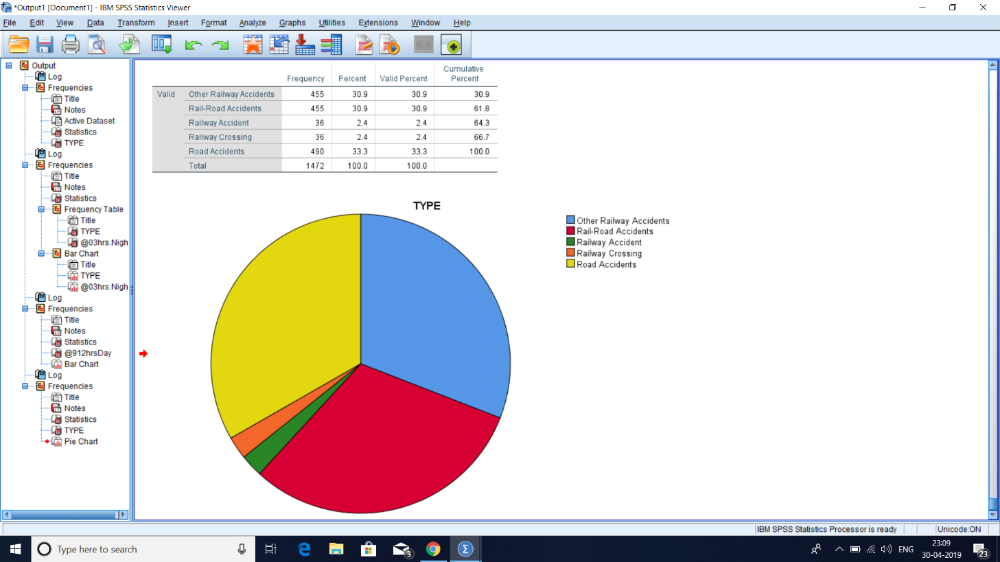 *Output1 [Document1] - IBM SPSS Statistics Viewer
File Edit View Data Transform Insert Format Analyze Graphs Utilities Extensions Window Help
Output
Log
Frequencies
Title
Notes
Active Dataset
Statistics
TYPE
Log
Frequencies
Title
Notes
Statistics
Frequency Table
Title
TYPE
@03hrs.Nigh
Bar Chart
Title
TYPE
@03hrs.Nigh
Log
Frequencies
Title
Notes
Statistics
@912hrsDay
Bar Chart
Log
Frequencies
Title
Notes
Statistics
TYPE
Pie Chart
Cumulative
Frequency Percent Valid Percent Percent
Valid Other Railway Accidents 455 30.9 30.9 30.9
Rail-Road Accidents 455 30.9 30.9 61.8
Railway Accident 36 2.4 2.4 64.3
Railway Crossing 36 2.4 2.4 66.7
Road Accidents 490 33.3 33.3 100.0
Total 1472 100.0 100.0
TYPE
Other Railway Accidents
Rail-Road Accidents
Railway Accident
Railway Crossing
Road Accidents
IBM SPSS Statistics Processor is ready Unicode:ON
Type here to search
3
ENG
23:09
30-04-2019
23